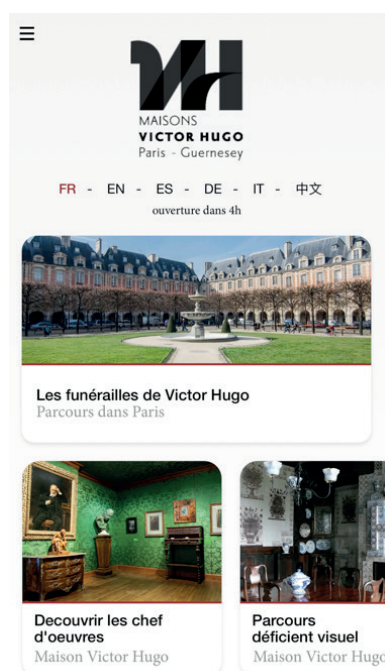 MAISONS
VICTOR HUGO
Paris - Guernesey
FR - EN - ES - DE - IT - 中文
ouverture dans 4h
Les funérailles de Victor Hugo
Parcours dans Paris
Decouvrir les chef
d'oeuvres
Maison Victor Hugo
Parcours
déficient visuel
Maison Victor Hugo